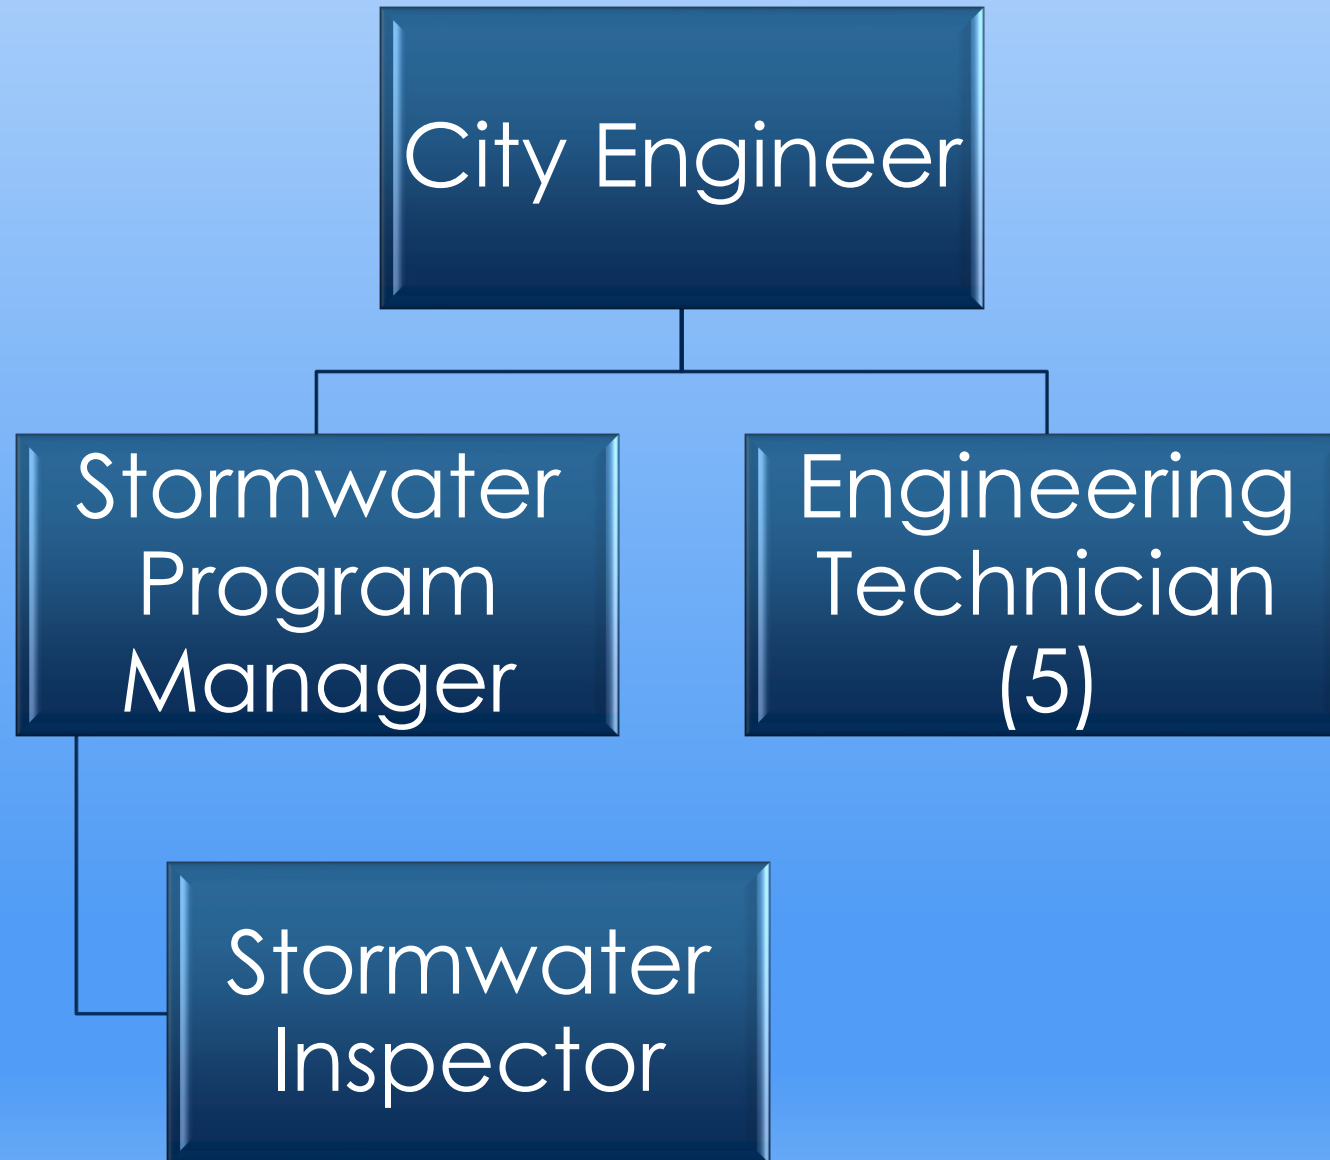 City Engineer
Stormwater
Program
Manager
Engineering
Technician
(5)
Stormwater
Inspector